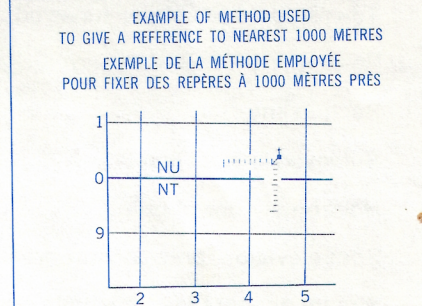 EXAMPLE OF METHOD USED
TO GIVE A REFERENCE TO NEAREST 1000 METRES
EXEMPLE DE LA MÉTHODE EMPLOYÉE
POUR FIXER DES REPÈRES À 1000 MÈTRES PRÈS
1
NU
0
NT
9
2 3 4 5